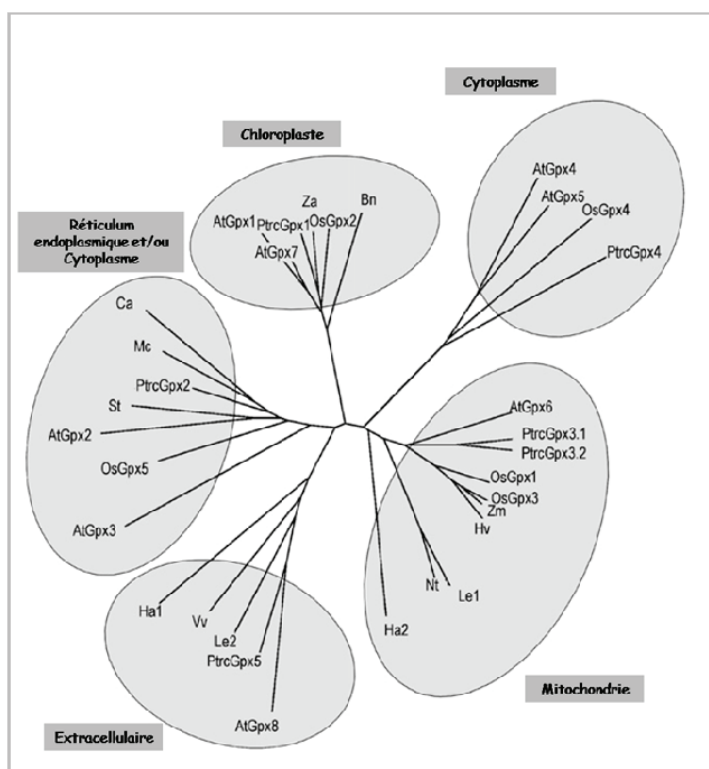 Cytoplasme
Chloroplaste
Réticulum
endoplasmique et/ou
Cytoplasme
AtGpx4
AtGpx5
OsGpx4
PtrcGpx4
Za
Bn
AtGpx1
PtrcGpx1
OsGpx2
AtGpx7
Ca
Mc
PtrcGpx2
St
AtGpx2
OsGpx5
AtGpx3
AtGpx6
PtrcGpx3.1
PtrcGpx3.2
OsGpx1
OsGpx3
Zm
Hv
Nt
Le1
Ha2
Ha1
Vv
Le2
PtrcGpx5
AtGpx8
Mitochondrie
Extracellulaire